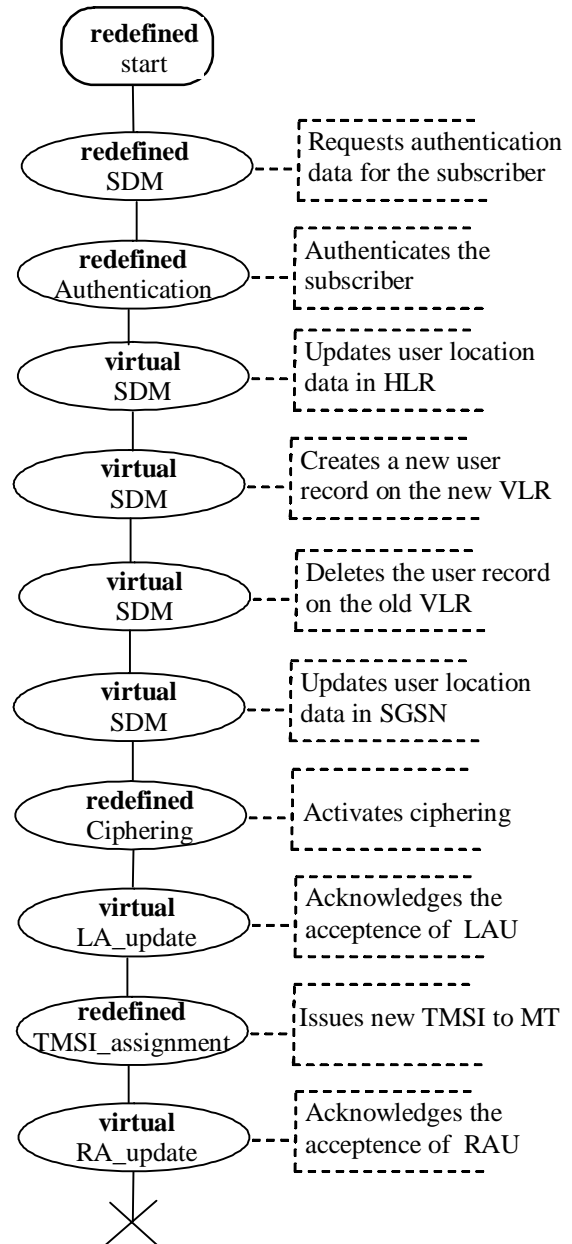 redefined
start
redefined
SDM
Requests authentication
data for the subscriber
redefined
Authentication
Authenticates the
subscriber
virtual
SDM
Updates user location
data in HLR
virtual
SDM
Creates a new user
record on the new VLR
virtual
SDM
Deletes the user record
on the old VLR
virtual
SDM
Updates user location
data in SGSN
redefined
Ciphering
Activates ciphering
virtual
LA_update
Acknowledges the
acceptence of LAU
redefined
TMSI_assignment
Issues new TMSI to MT
virtual
RA_update
Acknowledges the
acceptance of RAU